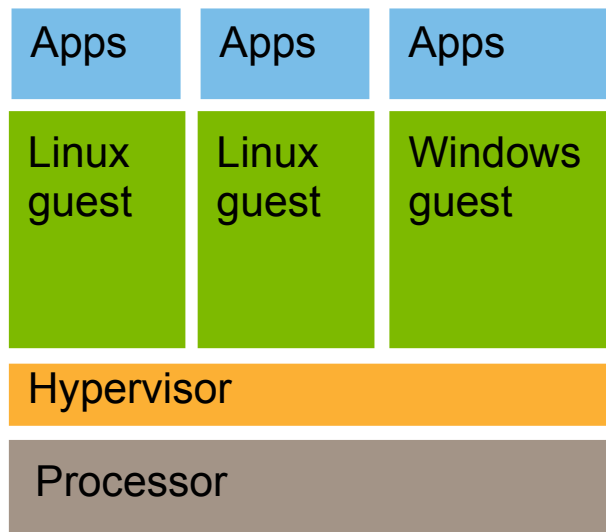 Apps
Apps
Apps
Linux
guest
Linux
guest
Windows
guest
Hypervisor
Processor